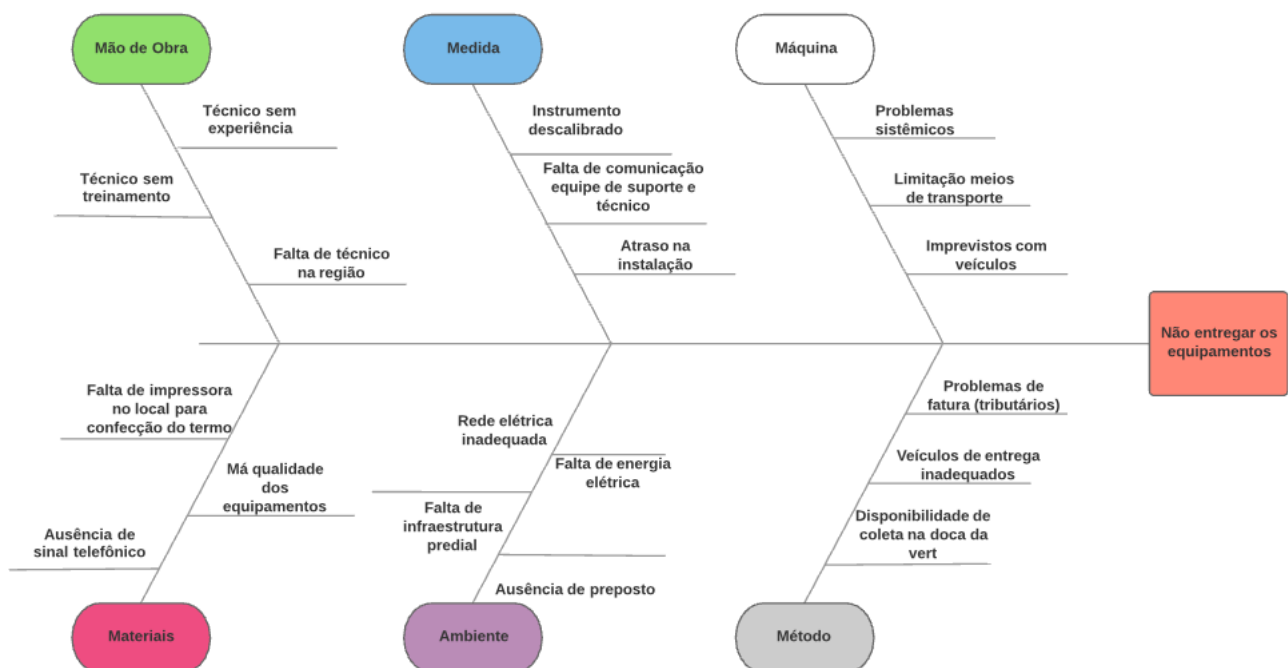 Mão de Obra
Medida
Máquina
Técnico sem
experiência
Técnico sem
treinamento
Falta de técnico
na região
Instrumento
descalibrado
Falta de comunicação
equipe de suporte e
técnico
Atraso na
instalação
Problemas
sistêmicos
Limitação meios
de transporte
Imprevistos com
veículos
Não entregar os
equipamentos
Falta de impressora
no local para
confecção do termo
Má qualidade
dos
equipamentos
Ausência de
sinal telefônico
Rede elétrica
inadequada
Falta de energia
elétrica
Falta de
infraestrutura
predial
Ausência de preposto
Problemas de
fatura (tributários)
Veículos de entrega
inadequados
Disponibilidade de
coleta na doca da
vert
Materiais
Ambiente
Método